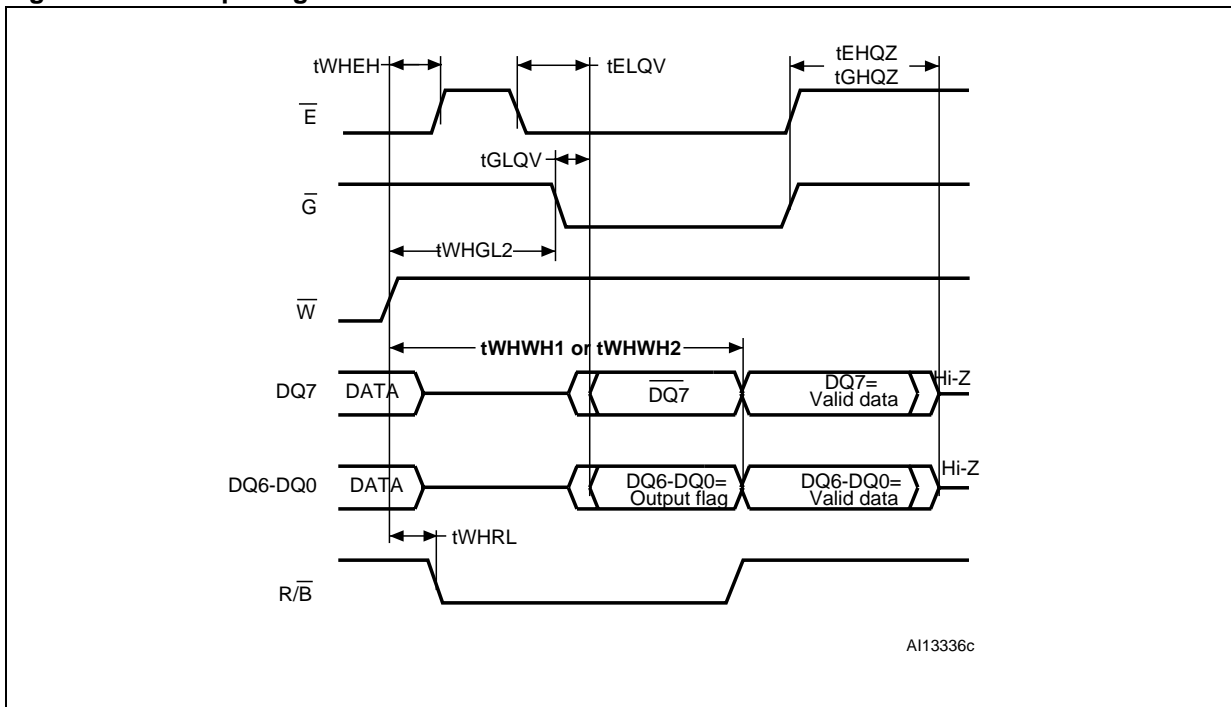 tWHEH
tELQV
tEHQZ
tGHQZ
E̅
tGLQV
G̅
tWHGL2
W̅
tWHWH1 or tWHWH2
DQ7
DATA
D̅Q̅7̅
DQ7=
Valid data
Hi-Z
DQ6-DQ0
DATA
DQ6-DQ0=
Output flag
DQ6-DQ0=
Valid data
Hi-Z
tWHRL
R/B̅
AI13336c